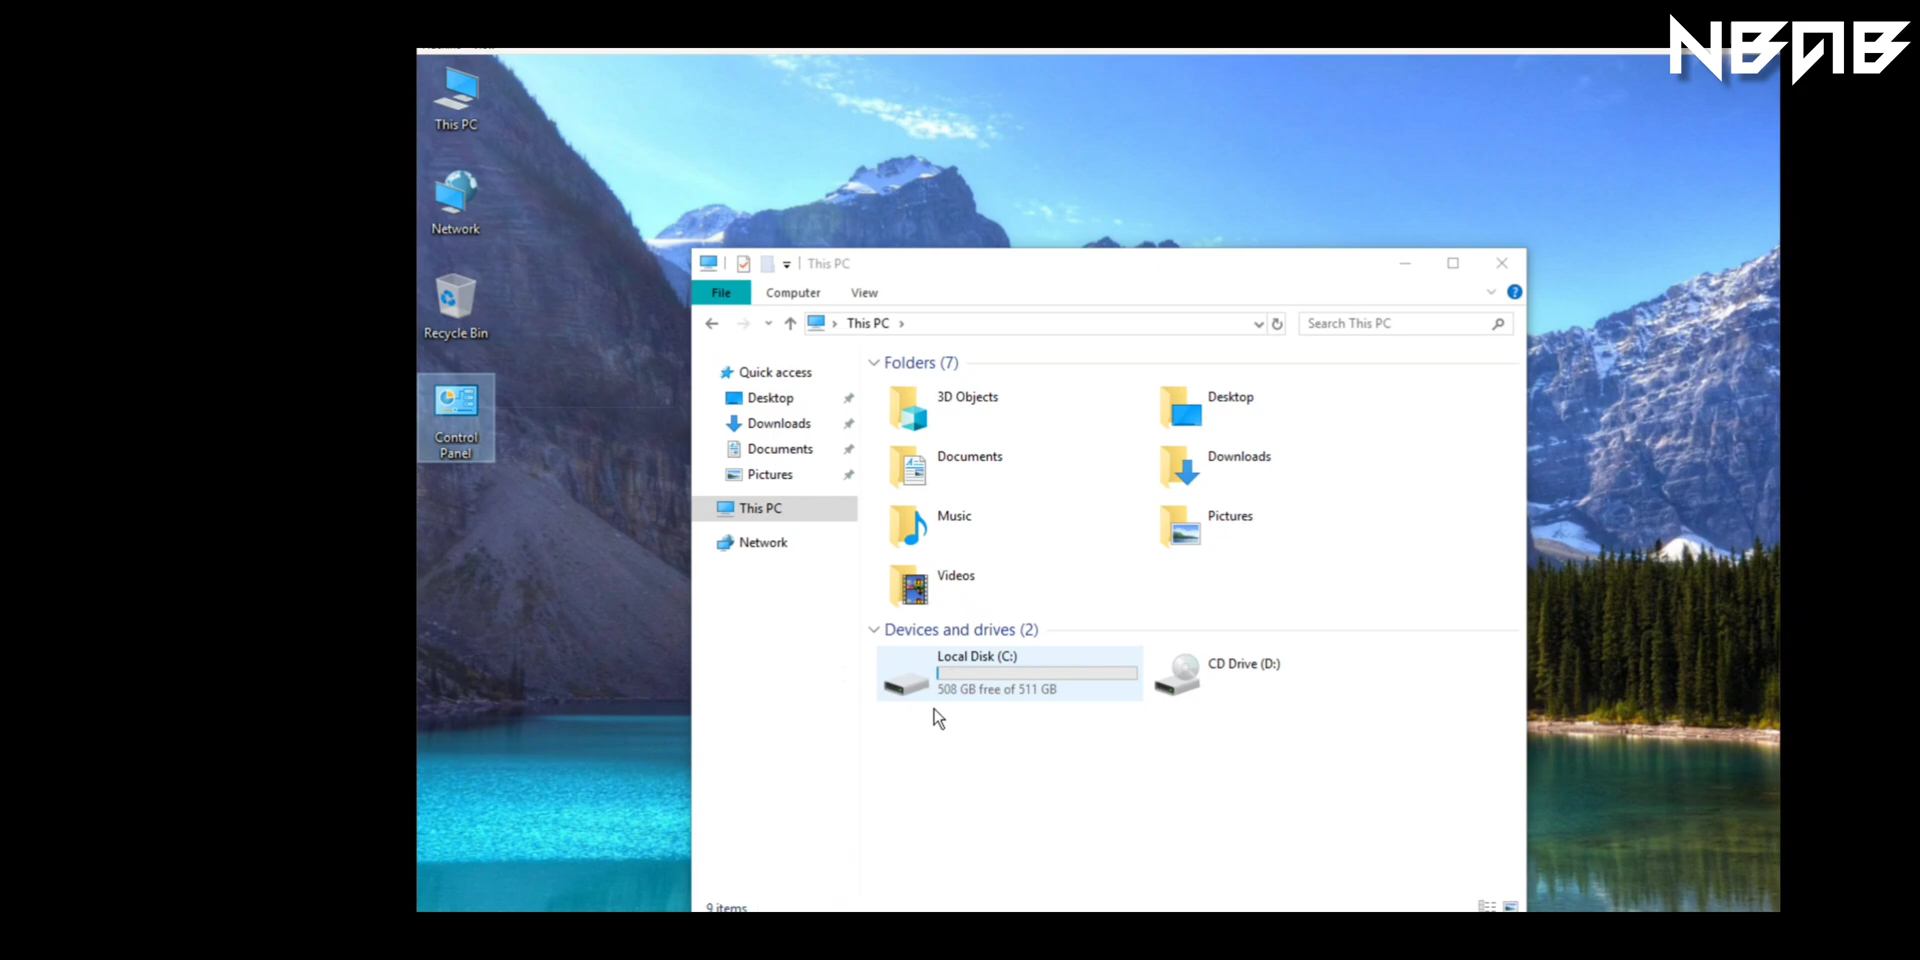 NBAB
This PC
Network
Recycle Bin
Control
Panel
This PC
File
Computer
View
This PC
Search This PC
Quick access
Desktop
Downloads
Documents
Pictures
This PC
Network
Folders (7)
3D Objects
Desktop
Documents
Downloads
Music
Pictures
Videos
Devices and drives (2)
Local Disk (C:)
508 GB free of 511 GB
CD Drive (D:)
9 items